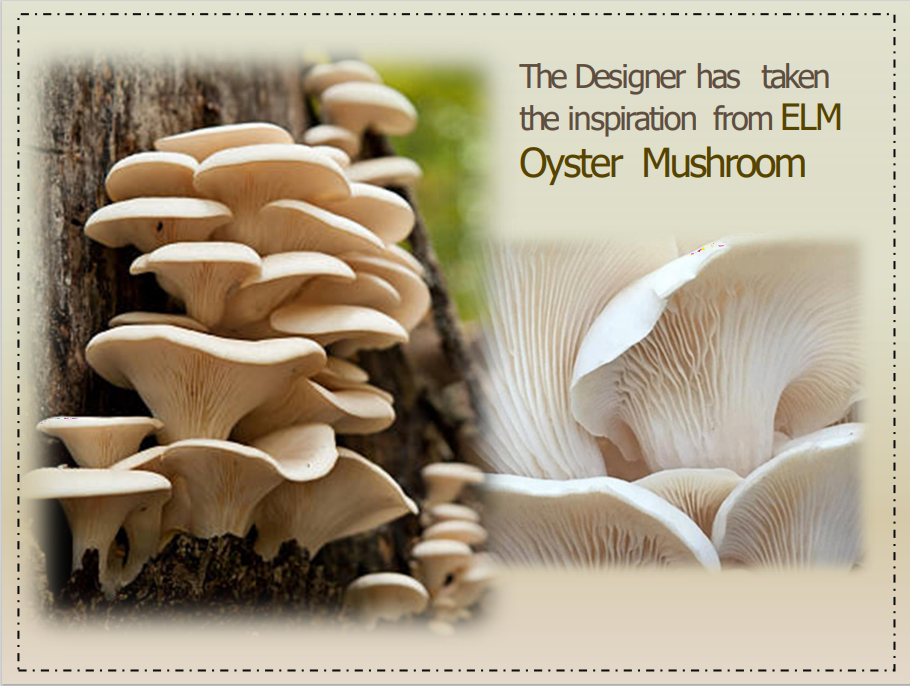 The Designer has taken
the inspiration from ELM
Oyster Mushroom